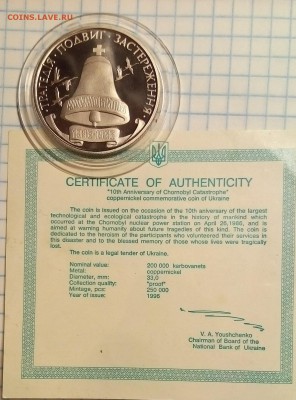 COINS.LAVE.RU
ТРАГЕДІЯ · ПОДВИГ · ЗАСТЕРЕЖЕННЯ
CERTIFICATE OF AUTHENTICITY
"10th Anniversary of Chornobyl Catastrophe"
coppernickel commemorative coin of Ukraine
The coin is issued on the occasion of the 10th anniversary of the largest
technological and ecological catastrophe in the history of mankind which
occurred at the Chornobyl nuclear power station on April 26,1986, and is
aimed at warning humanity about future tragedies of this kind. The coin is
dedicated to the heroism of the participants who volunteered their services in
this disaster and to the blessed memory of those whose lives were tragically
lost.
The coin is a legal tender of Ukraine.
Nominal value: 200 000 karbovanets
Metal: coppernickel
Diameter, mm: 33,0
Collection quality: "proof"
Mintage, pcs: 250 000
Year of issue: 1996
V. A. Youshchenko
Chairman of Board of the
National Bank of Ukraine